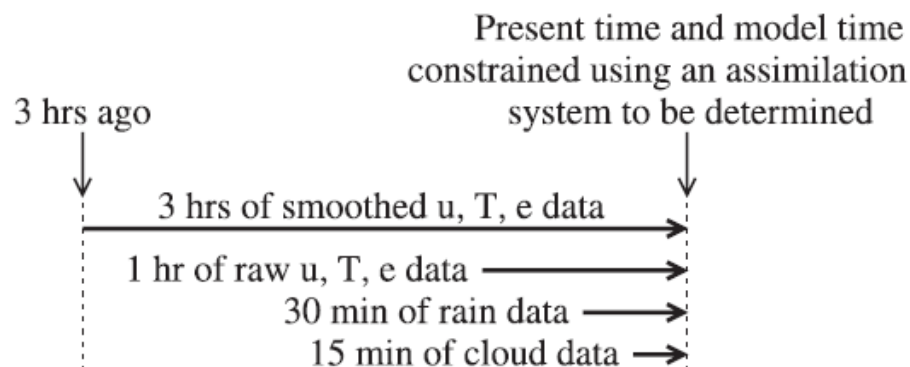 Present time and model time
constrained using an assimilation
system to be determined
3 hrs ago
3 hrs of smoothed u, T, e data
1 hr of raw u, T, e data
30 min of rain data
15 min of cloud data